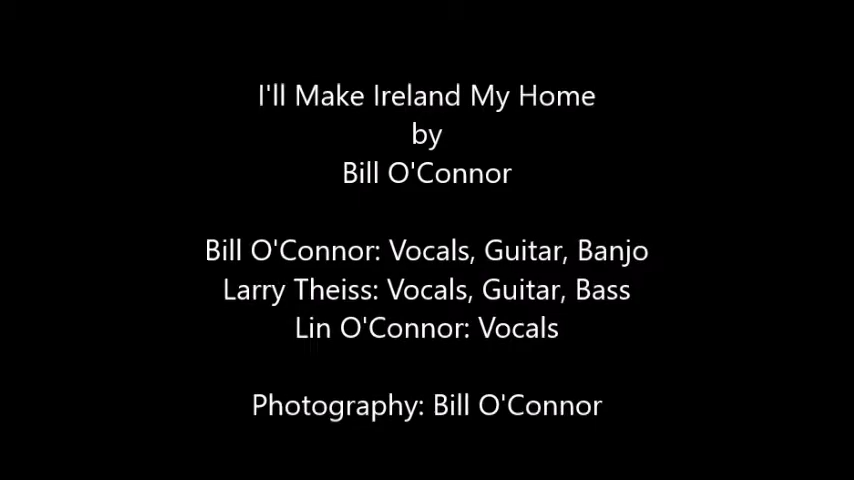 I'll Make Ireland My Home
by
Bill O'Connor
Bill O'Connor: Vocals, Guitar, Banjo
Larry Theiss: Vocals, Guitar, Bass
Lin O'Connor: Vocals
Photography: Bill O'Connor